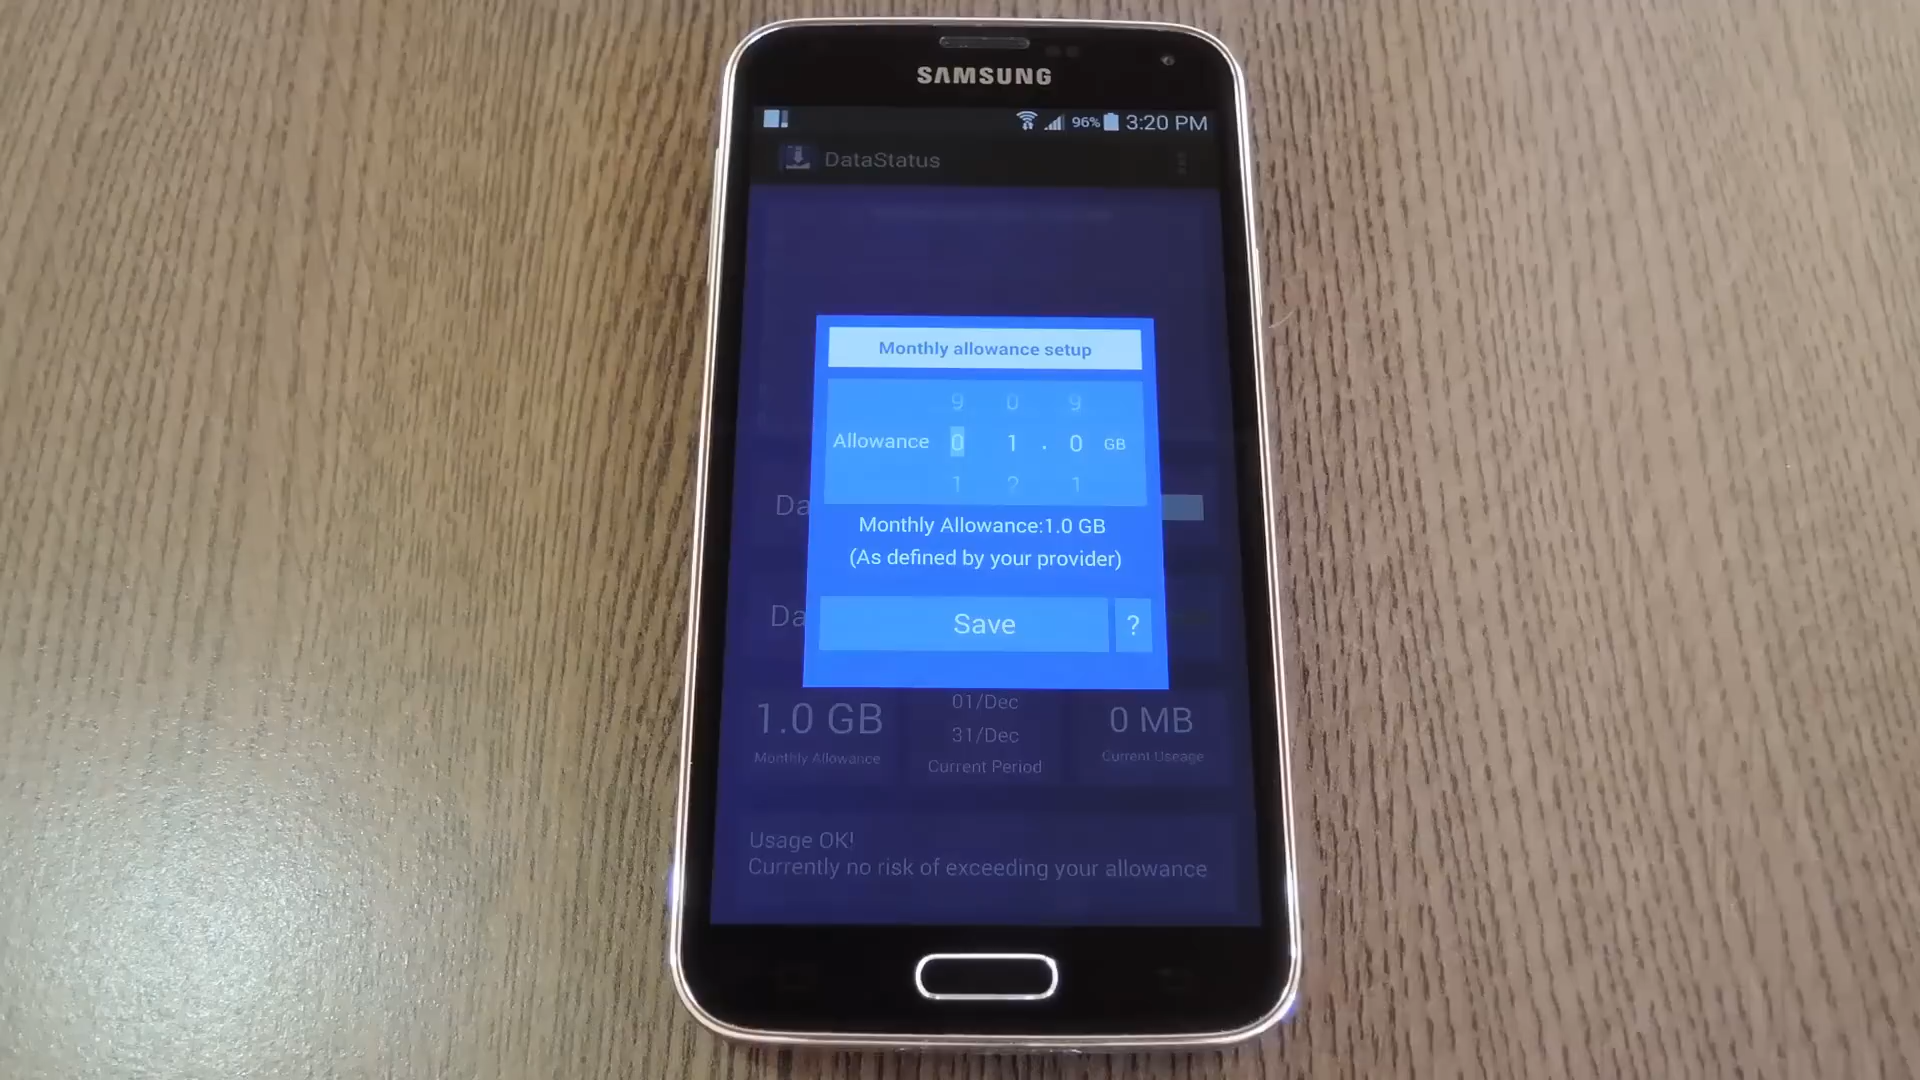 SAMSUNG
96% 3:20 PM
DataStatus
Monthly allowance setup
9 0 9
Allowance 0 1 . 0 GB
1 2 1
Monthly Allowance:1.0 GB
(As defined by your provider)
Da
Save ?
Da
1.0 GB
Monthly Allowance
01/Dec
31/Dec
Current Period
0 MB
Current Useage
Usage OK!
Currently no risk of exceeding your allowance